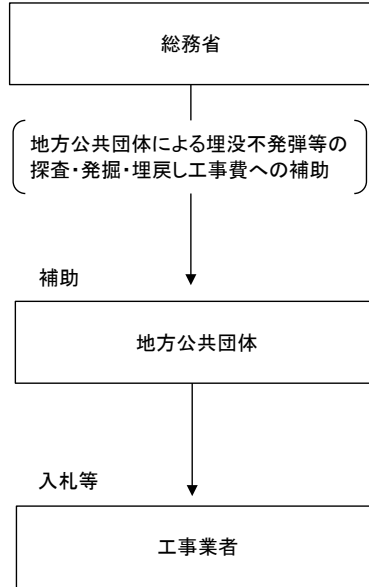 総務省
地方公共団体による埋没不発弾等の
探査・発掘・埋戻し工事費への補助
補助
地方公共団体
入札等
工事業者